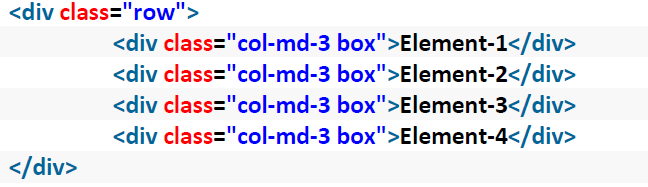 <div class="row">
<div class="col-md-3 box">Element-1</div>
<div class="col-md-3 box">Element-2</div>
<div class="col-md-3 box">Element-3</div>
<div class="col-md-3 box">Element-4</div>
</div>